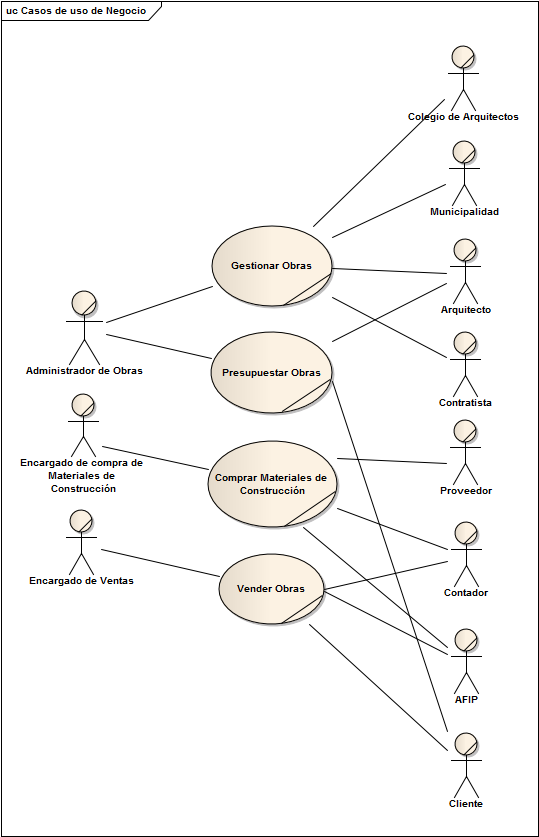 uc Casos de uso de Negocio
Colegio de Arquitectos
Municipalidad
Gestionar Obras
Arquitecto
Administrador de Obras
Presupuestar Obras
Contratista
Encargado de compra de
Materiales de
Construcción
Comprar Materiales de
Construcción
Proveedor
Encargado de Ventas
Vender Obras
Contador
AFIP
Cliente